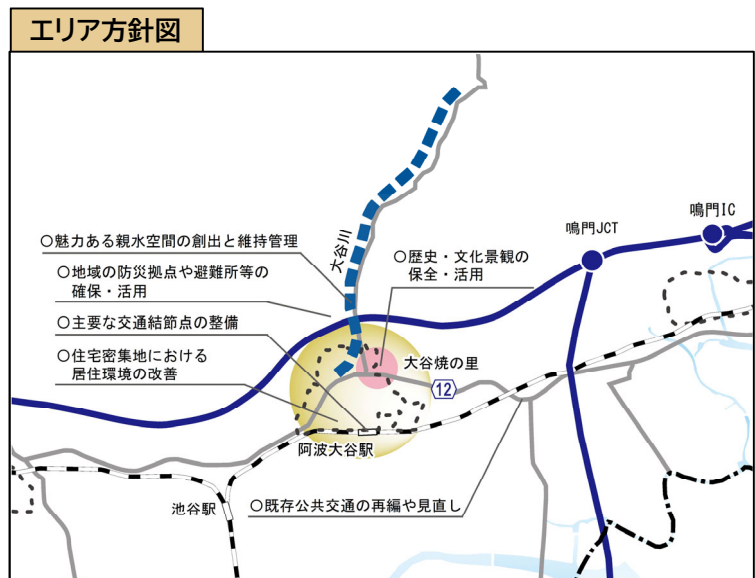 エリア方針図
鳴門IC
鳴門JCT
大谷川
○魅力ある親水空間の創出と維持管理
○歴史・文化景観の
保全・活用
○地域の防災拠点や避難所等の
確保・活用
○主要な交通結節点の整備
○住宅密集地における
居住環境の改善
大谷焼の里
12
阿波大谷駅
池谷駅
○既存公共交通の再編や見直し